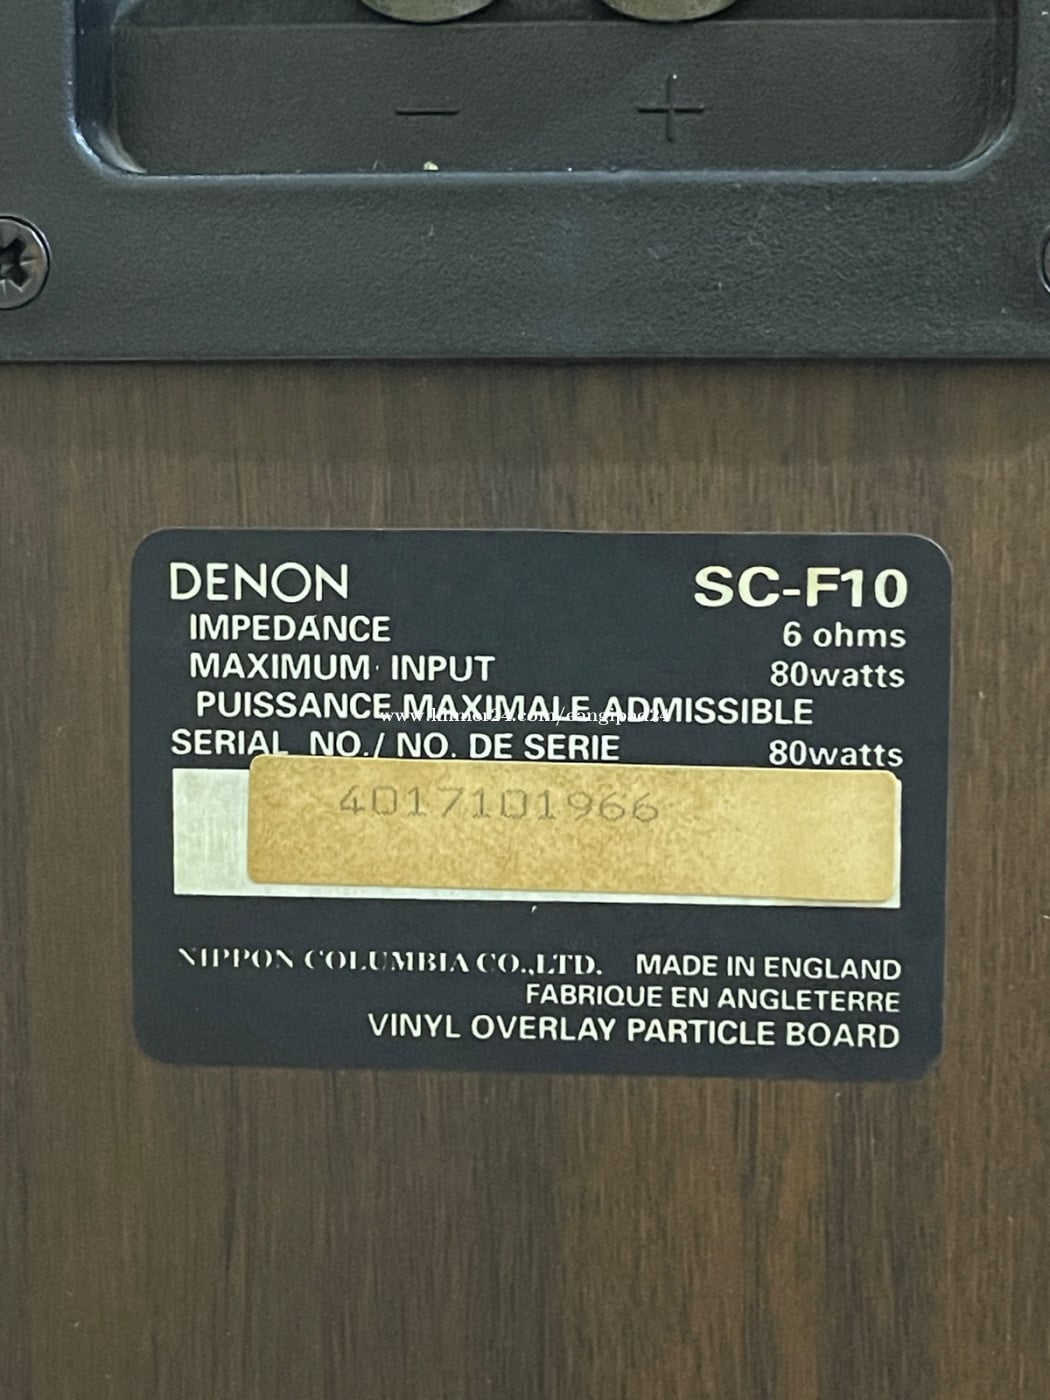 − +
DENON SC-F10
IMPEDANCE 6 ohms
MAXIMUM INPUT 80watts
PUISSANCE MAXIMALE ADMISSIBLE
SERIAL NO./ NO. DE SERIE 80watts
4017101966
NIPPON COLUMBIA CO.,LTD. MADE IN ENGLAND
FABRIQUE EN ANGLETERRE
VINYL OVERLAY PARTICLE BOARD